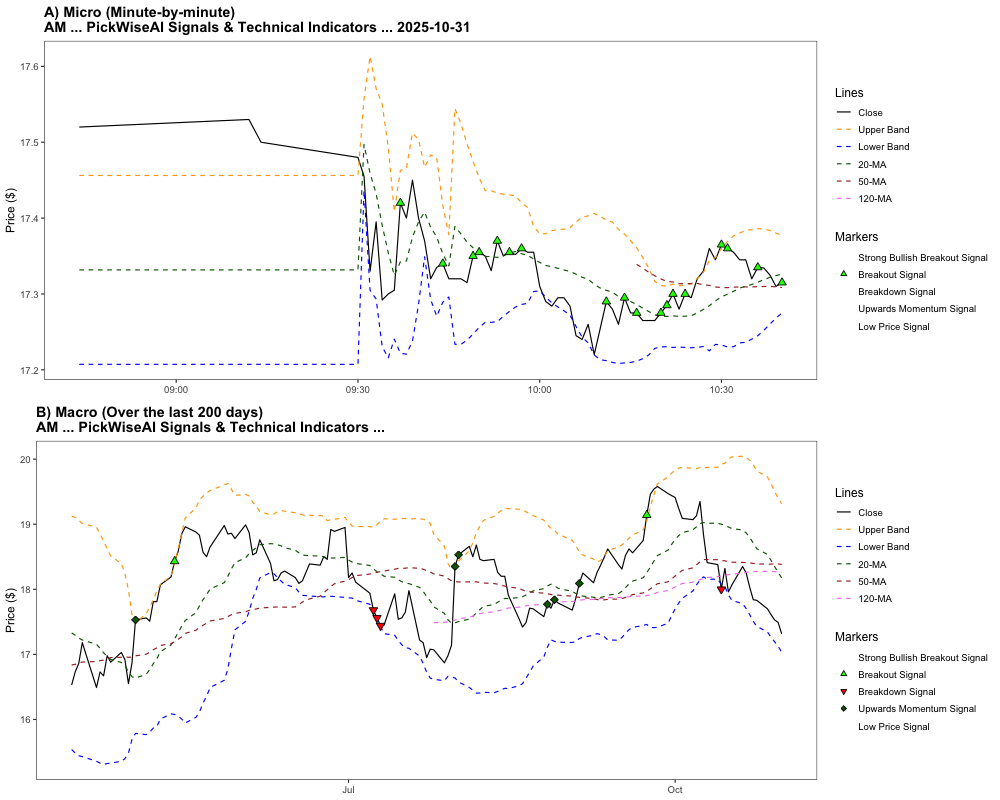 A) Micro (Minute-by-minute)
AM ... PickWiseAI Signals & Technical Indicators ... 2025-10-31
Price ($)
17.6
17.5
17.4
17.3
17.2
09:00
09:30
10:00
10:30
Lines
Close
Upper Band
Lower Band
20-MA
50-MA
120-MA
Markers
Strong Bullish Breakout Signal
Breakout Signal
Breakdown Signal
Upwards Momentum Signal
Low Price Signal
B) Macro (Over the last 200 days)
AM ... PickWiseAI Signals & Technical Indicators ...
Price ($)
20
19
18
17
16
Jul
Oct
Lines
Close
Upper Band
Lower Band
20-MA
50-MA
120-MA
Markers
Strong Bullish Breakout Signal
Breakout Signal
Breakdown Signal
Upwards Momentum Signal
Low Price Signal